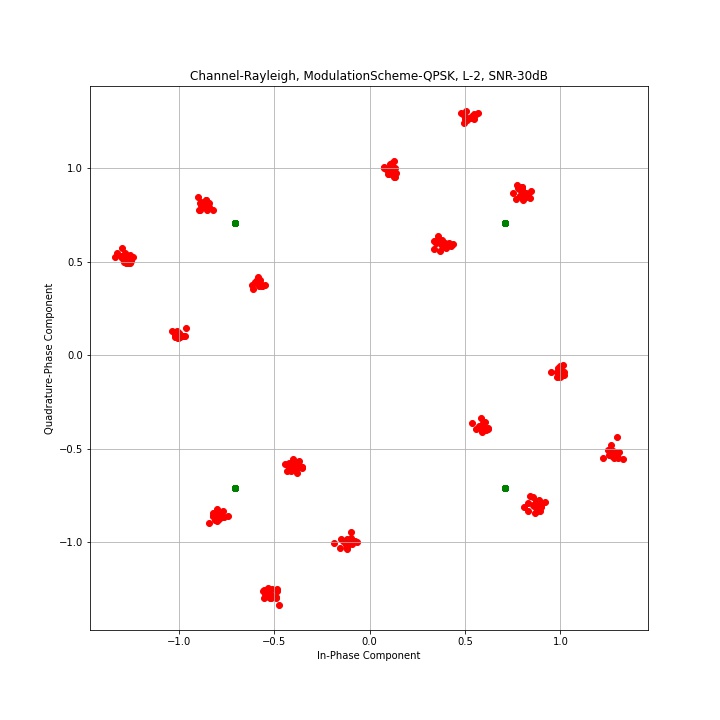 Channel-Rayleigh, ModulationScheme-QPSK, L-2, SNR-30dB
1.0
0.5
0.0
−0.5
−1.0
Quadrature-Phase Component
−1.0 −0.5 0.0 0.5 1.0
In-Phase Component